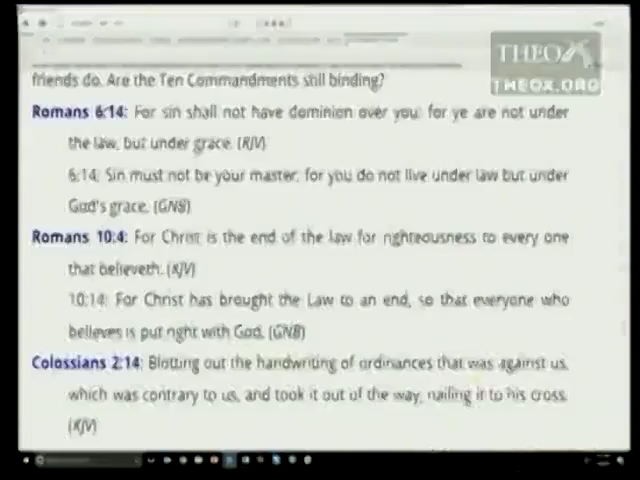 THEOX
THEOX.ORG
friends do. Are the Ten Commandments still binding?
Romans 6:14: For sin shall not have dominion over you: for ye are not under
the law, but under grace. (KJV)
6:14: Sin must not be your master; for you do not live under law but under
God's grace. (GNB)
Romans 10:4: For Christ is the end of the law for righteousness to every one
that believeth. (KJV)
10:14: For Christ has brought the Law to an end, so that everyone who
believes is put right with God. (GNB)
Colossians 2:14: Blotting out the handwriting of ordinances that was against us,
which was contrary to us, and took it out of the way, nailing it to his cross.
(KJV)